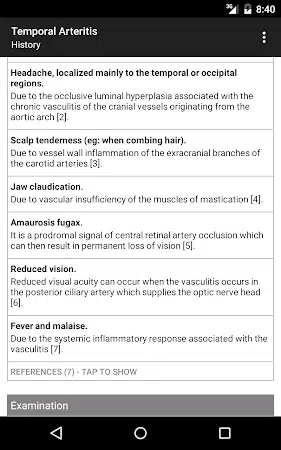 3G 8:40
Temporal Arteritis
History
Headache, localized mainly to the temporal or occipital
regions.
Due to the occlusive luminal hyperplasia associated with the
chronic vasculitis of the cranial vessels originating from the
aortic arch [2].
Scalp tenderness (eg: when combing hair).
Due to vessel wall inflammation of the exracranial branches of
the carotid arteries [3].
Jaw claudication.
Due to vascular insufficiency of the muscles of mastication [4].
Amaurosis fugax.
It is a prodromal signal of central retinal artery occlusion which
can then result in permanent loss of vision [5].
Reduced vision.
Reduced visual acuity can occur when the vasculitis occurs in
the posterior ciliary artery which supplies the optic nerve head
[6].
Fever and malaise.
Due to the systemic inflammatory response associated with the
vasculitis [7].
REFERENCES (7) - TAP TO SHOW
Examination